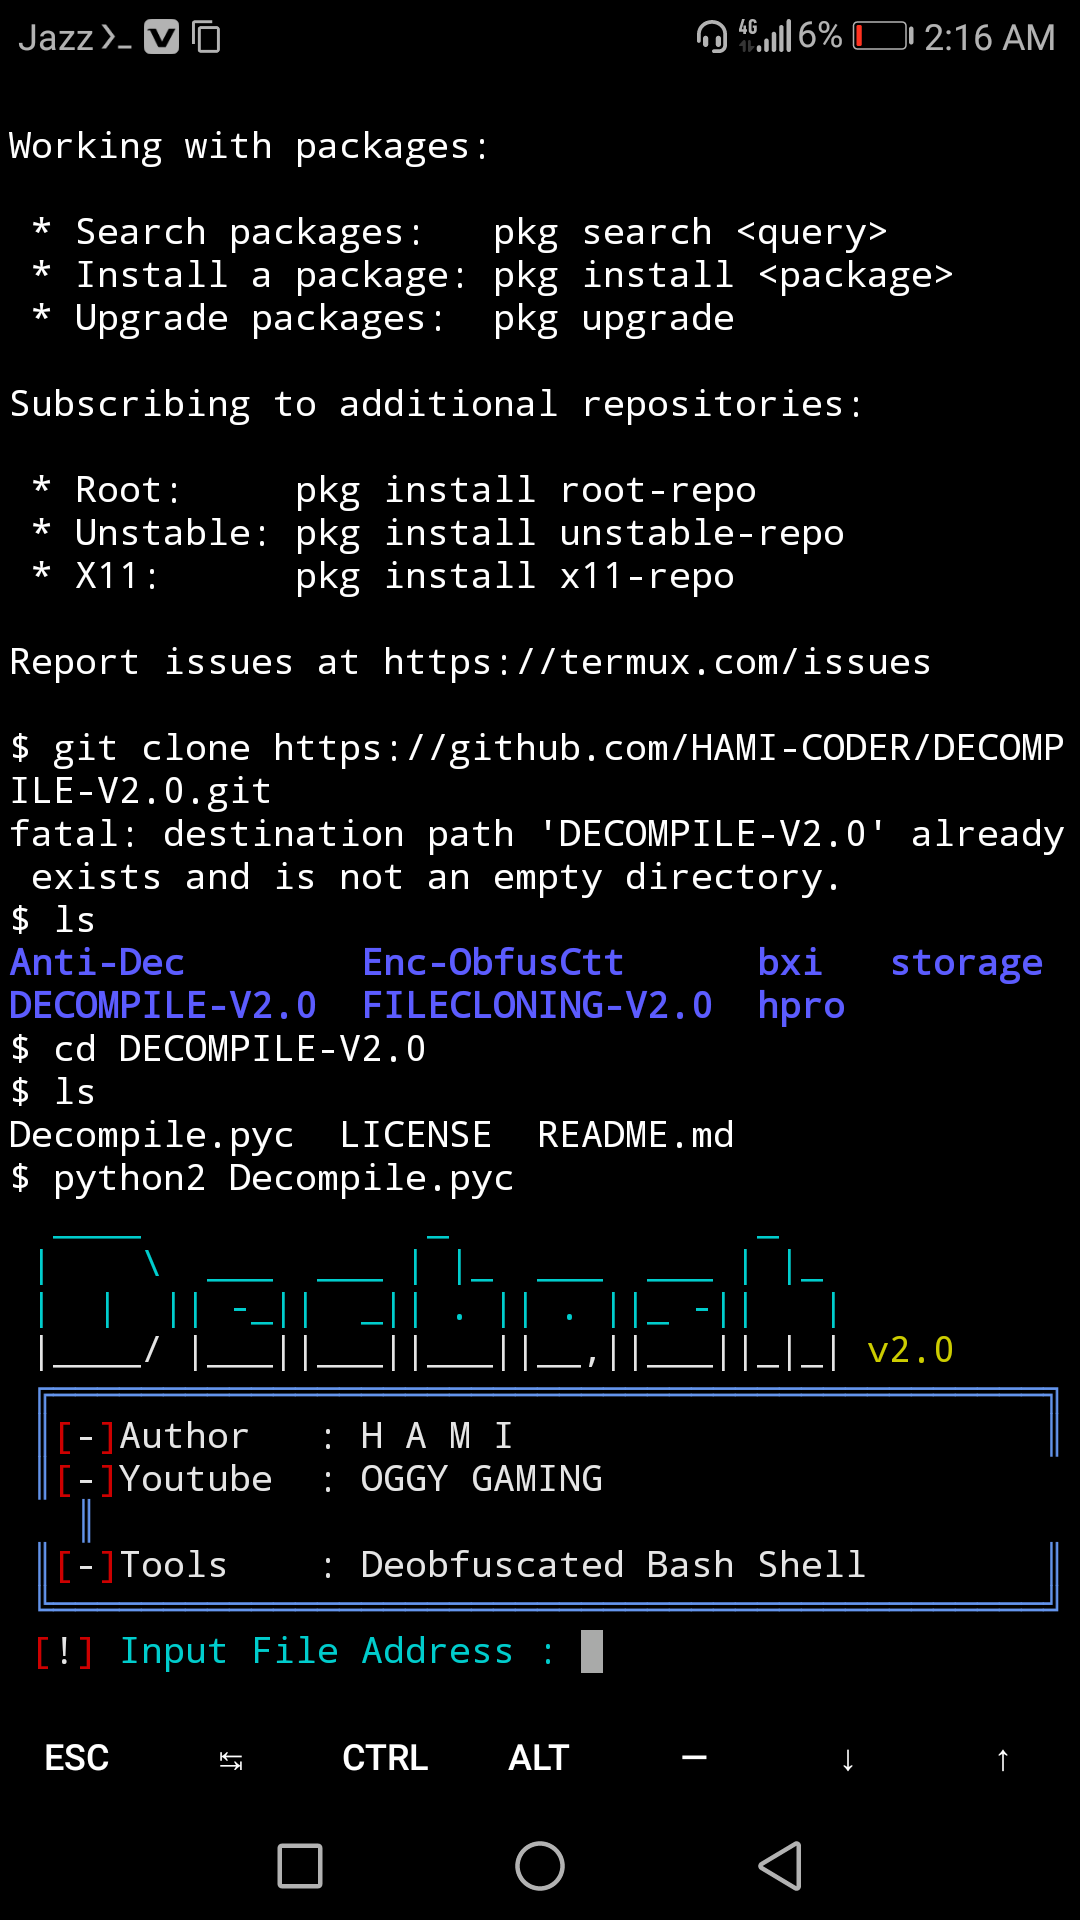 Jazz 4G 6% 2:16 AM
Working with packages:
* Search packages:   pkg search <query>
* Install a package: pkg install <package>
* Upgrade packages:  pkg upgrade
Subscribing to additional repositories:
* Root:     pkg install root-repo
* Unstable: pkg install unstable-repo
* X11:      pkg install x11-repo
Report issues at https://termux.com/issues
$ git clone https://github.com/HAMI-CODER/DECOMP
ILE-V2.0.git
fatal: destination path 'DECOMPILE-V2.0' already
exists and is not an empty directory.
$ ls
Anti-Dec        Enc-ObfusCtt      bxi   storage
DECOMPILE-V2.0  FILECLONING-V2.0  hpro
$ cd DECOMPILE-V2.0
$ ls
Decompile.pyc  LICENSE  README.md
$ python2 Decompile.pyc
Decbash v2.0
[-]Author   : H A M I
[-]Youtube  : OGGY GAMING
[-]Tools    : Deobfuscated Bash Shell
[!] Input File Address :
ESC ↹ CTRL ALT – ↓ ↑